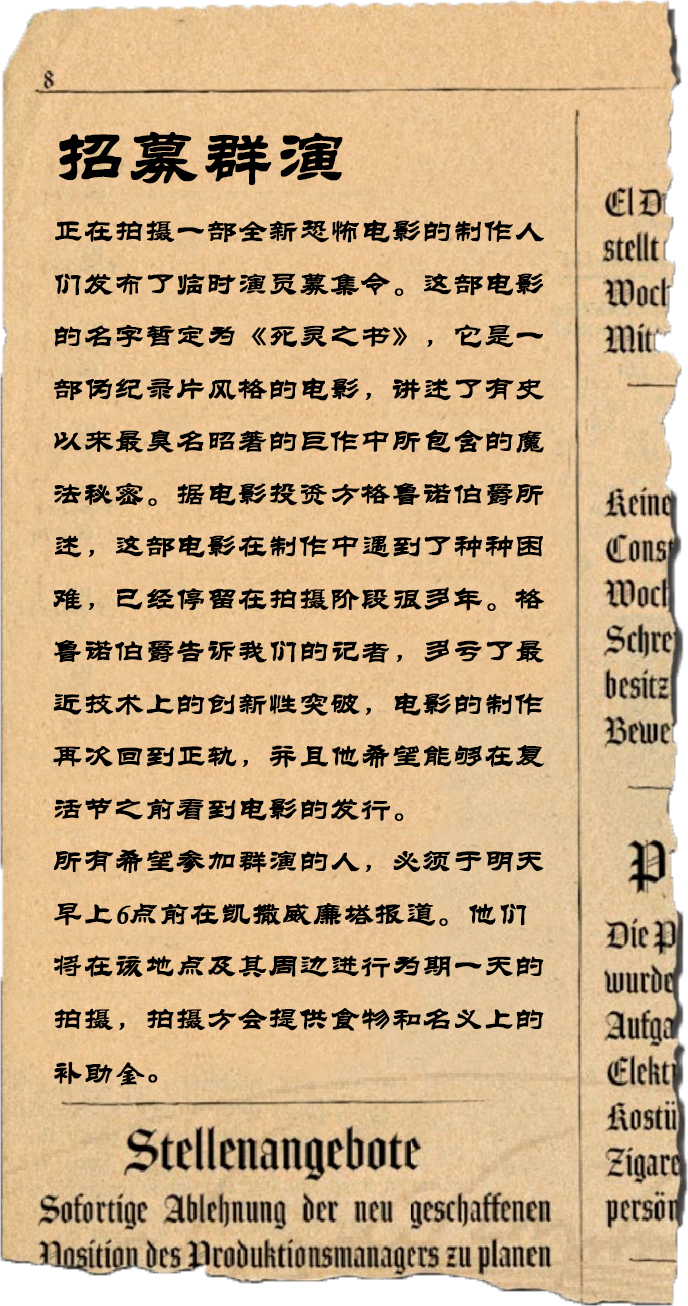 8
招募群演
正在拍摄一部全新恐怖电影的制作人
们发布了临时演员募集令。这部电影
的名字暂定为《死灵之书》，它是一
部伪纪录片风格的电影，讲述了有史
以来最臭名昭著的巨作中所包含的魔
法秘密。据电影投资方格鲁诺伯爵所
述，这部电影在制作中遇到了种种困
难，已经停留在拍摄阶段很多年。格
鲁诺伯爵告诉我们的记者，多亏了最
近技术上的创新性突破，电影的制作
再次回到正轨，并且他希望能够在复
活节之前看到电影的发行。
所有希望参加群演的人，必须于明天
早上6点前在凯撒威廉塔报道。他们
将在该地点及其周边进行为期一天的
拍摄，拍摄方会提供食物和名义上的
补助金。
Stellenangebote
Sofortige Ablehnung der neu geschaffenen
Position des Produktionsmanagers zu planen
El D
stellt
Woch
Mit
Keine
Const
Woch
Schre
besitz
Bewe
P
Die P
wurde
Aufga
Elekt
Kostü
Zigare
persön